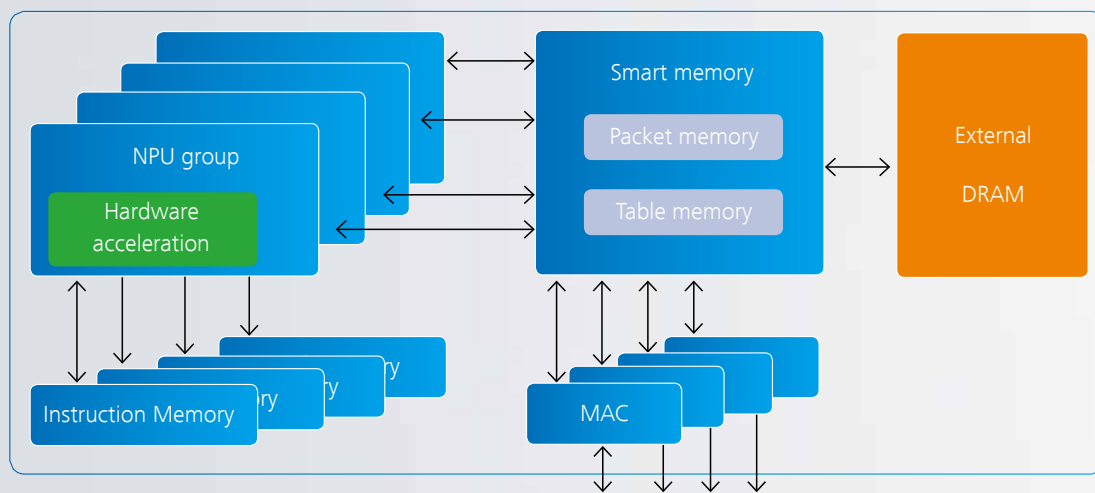 NPU group
Hardware
acceleration
Smart memory
Packet memory
Table memory
External
DRAM
Instruction Memory
MAC